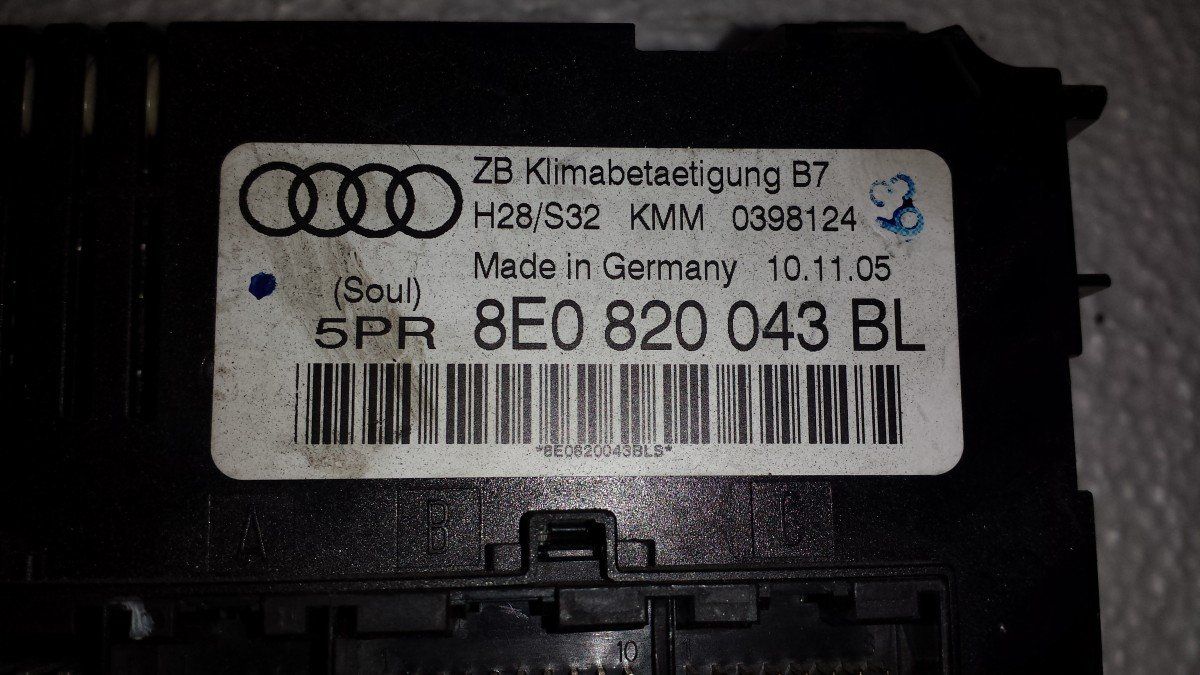 ZB Klimabetaetigung B7
H28/S32 KMM 0398124
Made in Germany 10.11.05
(Soul)
5PR 8E0 820 043 BL
*8E0820043BLS*
A B C
10 1